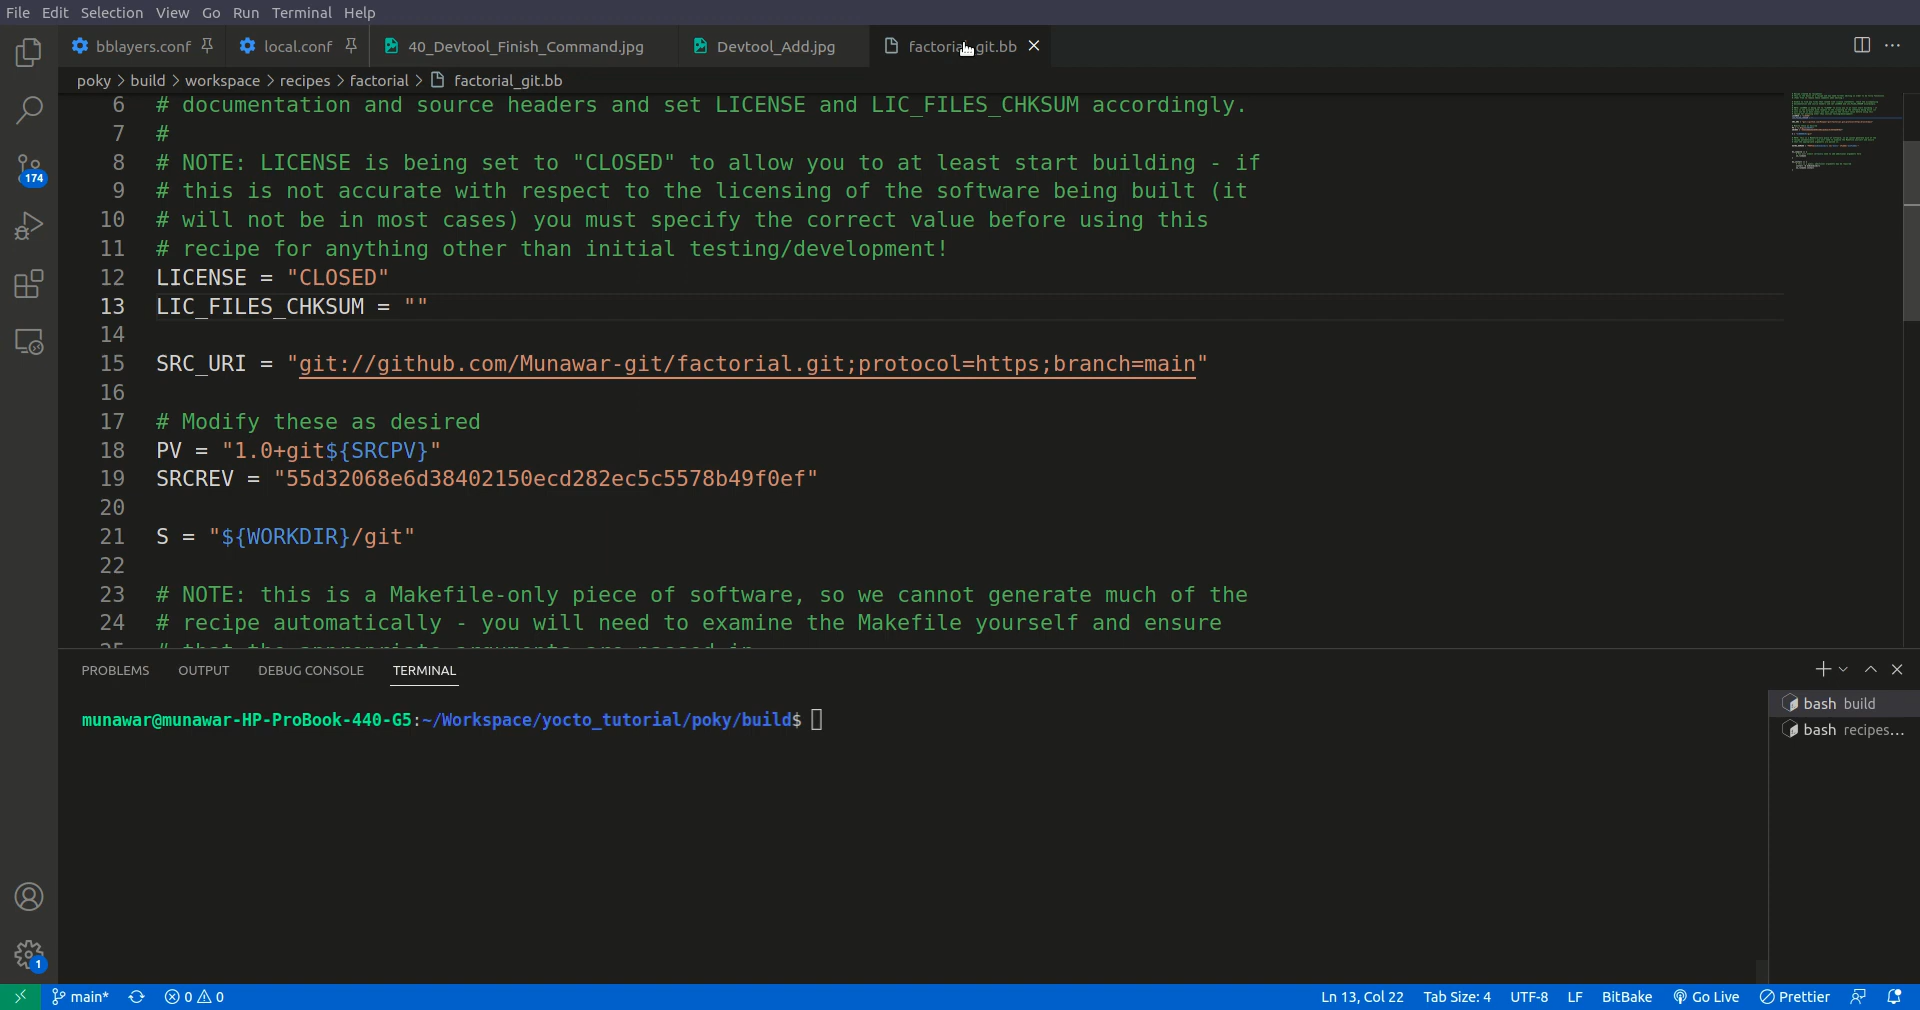 File Edit Selection View Go Run Terminal Help
bblayers.conf local.conf 40_Devtool_Finish_Command.jpg Devtool_Add.jpg factorial_git.bb
poky > build > workspace > recipes > factorial > factorial_git.bb
6 # documentation and source headers and set LICENSE and LIC_FILES_CHKSUM accordingly.
7 #
8 # NOTE: LICENSE is being set to "CLOSED" to allow you to at least start building - if
9 # this is not accurate with respect to the licensing of the software being built (it
10 # will not be in most cases) you must specify the correct value before using this
11 # recipe for anything other than initial testing/development!
12 LICENSE = "CLOSED"
13 LIC_FILES_CHKSUM = ""
14
15 SRC_URI = "git://github.com/Munawar-git/factorial.git;protocol=https;branch=main"
16
17 # Modify these as desired
18 PV = "1.0+git${SRCPV}"
19 SRCREV = "55d32068e6d38402150ecd282ec5c5578b49f0ef"
20
21 S = "${WORKDIR}/git"
22
23 # NOTE: this is a Makefile-only piece of software, so we cannot generate much of the
24 # recipe automatically - you will need to examine the Makefile yourself and ensure
25 # that the appropriate arguments are passed in.
174
PROBLEMS OUTPUT DEBUG CONSOLE TERMINAL
munawar@munawar-HP-ProBook-440-G5:~/Workspace/yocto_tutorial/poky/build$
bash build
bash recipes...
1
main* 0 0 Ln 13, Col 22 Tab Size: 4 UTF-8 LF BitBake Go Live Prettier